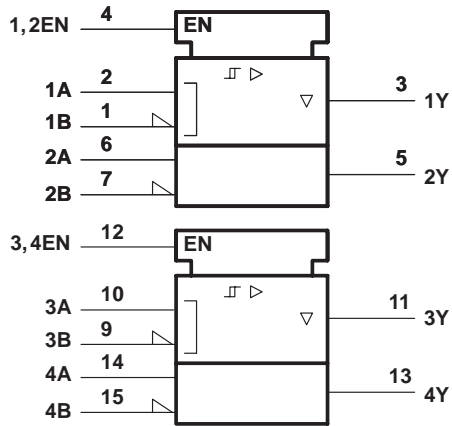 1, 2EN 4 EN
1A 2
1B 1
3 1Y
2A 6
2B 7
5 2Y
3, 4EN 12 EN
3A 10
3B 9
11 3Y
4A 14
4B 15
13 4Y